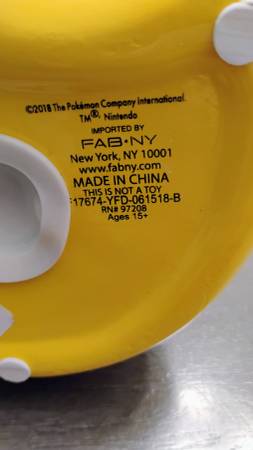 ©2018 The Pokémon Company International.
TM®, Nintendo
IMPORTED BY
FAB•NY
New York, NY 10001
www.fabny.com
MADE IN CHINA
THIS IS NOT A TOY
F17674-YFD-061518-B
RN# 97208
Ages 15+